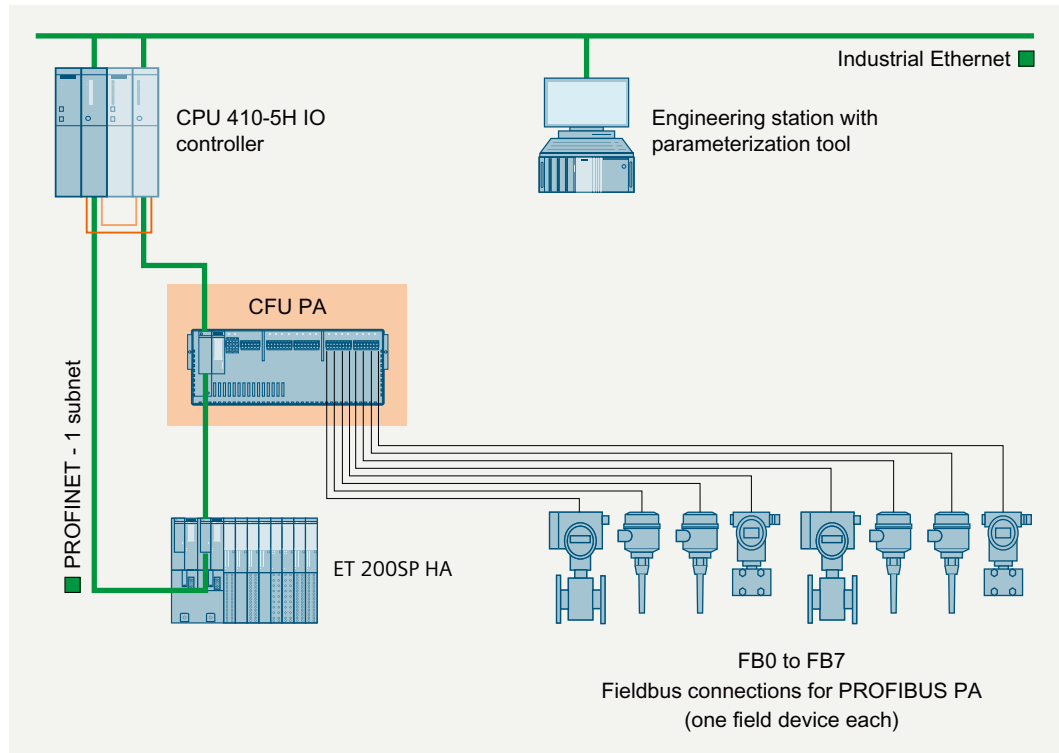 Industrial Ethernet
CPU 410-5H IO
controller
Engineering station with
parameterization tool
CFU PA
PROFINET - 1 subnet
ET 200SP HA
FB0 to FB7
Fieldbus connections for PROFIBUS PA
(one field device each)